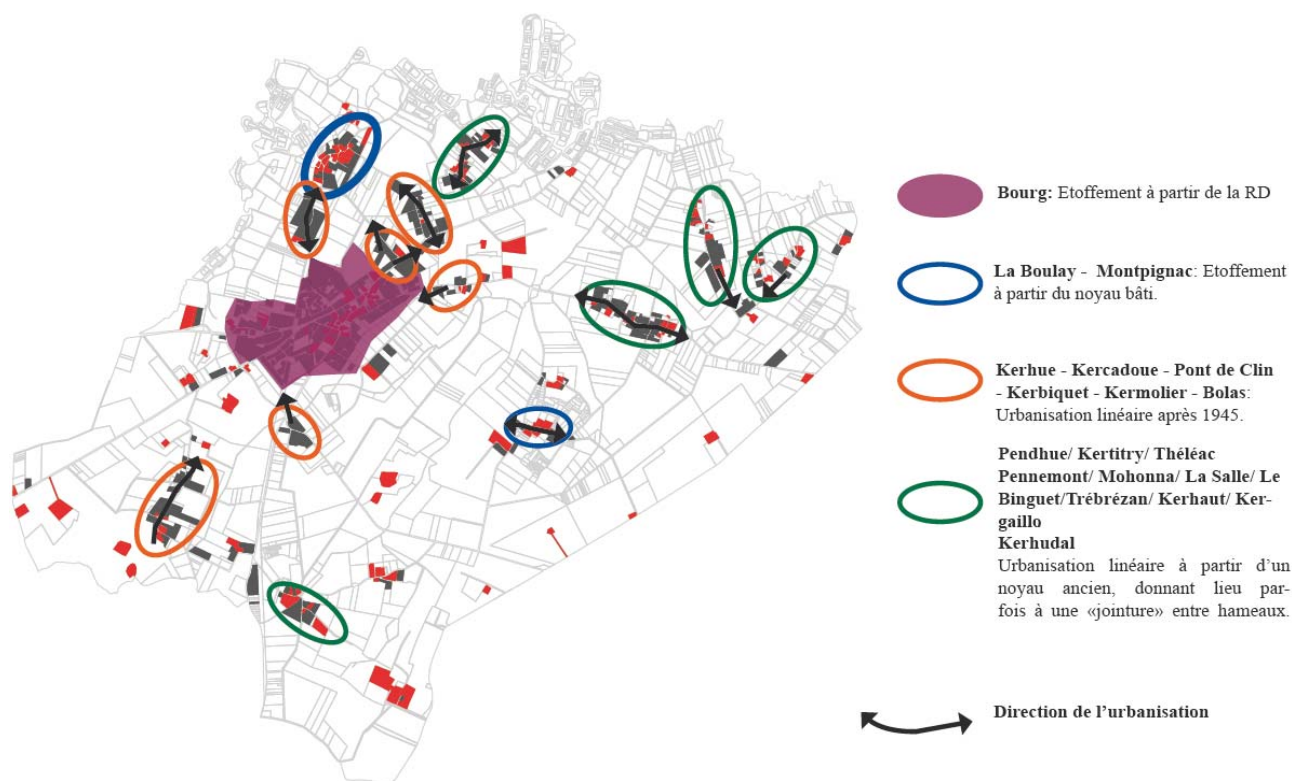 Bourg: Etoffement à partir de la RD
La Boulay - Montpignac: Etoffement
à partir du noyau bâti.
Kerhue - Kercadoue - Pont de Clin
- Kerbiquet - Kermolier - Bolas:
Urbanisation linéaire après 1945.
Pendhue/ Kertitry/ Théléac
Pennemont/ Mohonna/ La Salle/ Le
Binguet/Trébrézan/ Kerhaut/ Ker-
gaillo
Kerhudal
Urbanisation linéaire à partir d’un
noyau ancien, donnant lieu par-
fois à une «jointure» entre hameaux.
Direction de l’urbanisation